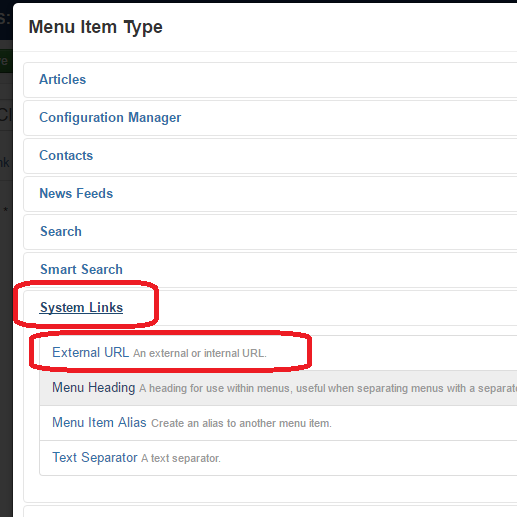 s:
Menu Item Type
Articles
Configuration Manager
Contacts
News Feeds
Search
Smart Search
System Links
External URL An external or internal URL.
Menu Heading A heading for use within menus, useful when separating menus with a separat
Menu Item Alias Create an alias to another menu item.
Text Separator A text separator.